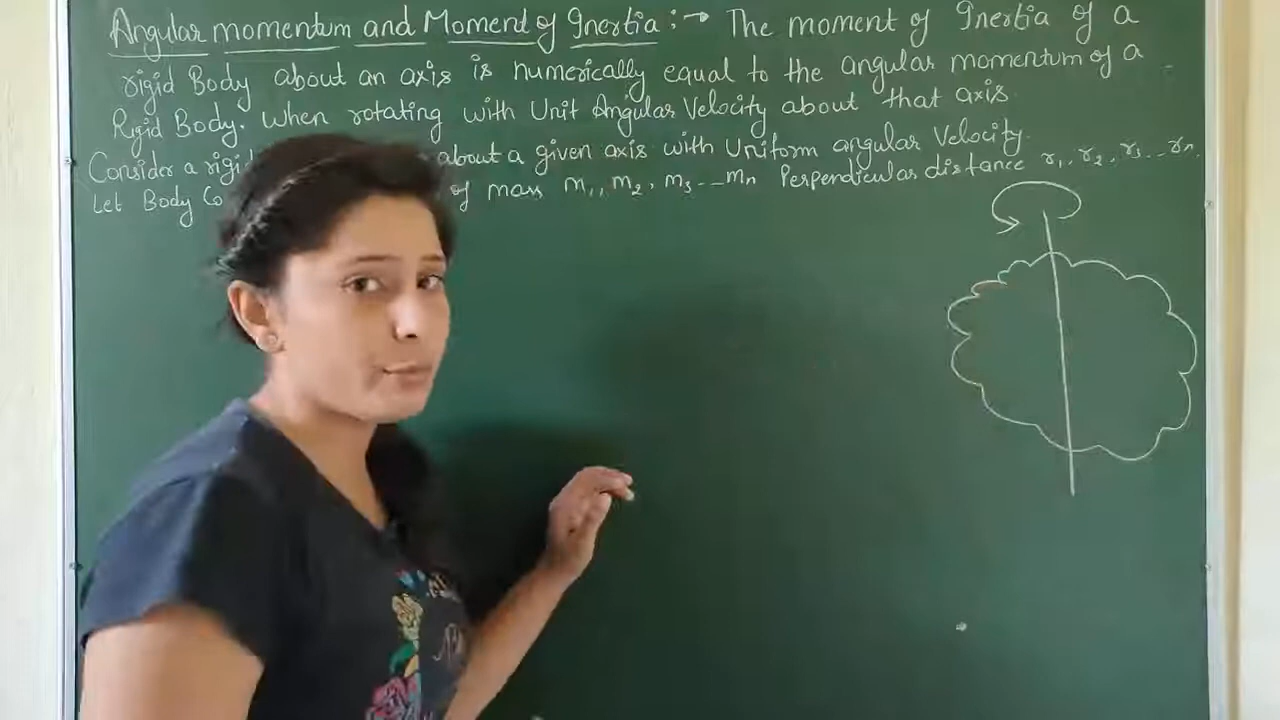 Angular momentum and Moment of Inertia :→ The moment of Inertia of a
rigid Body about an axis is numerically equal to the angular momentum of a
Rigid Body. When rotating with Unit Angular Velocity about that axis.
Consider a rigi about a given axis with Uniform angular Velocity.
Let Body Co of mass m1, m2, m3 -- mn Perpendicular distance r1, r2, r3 -- rn.